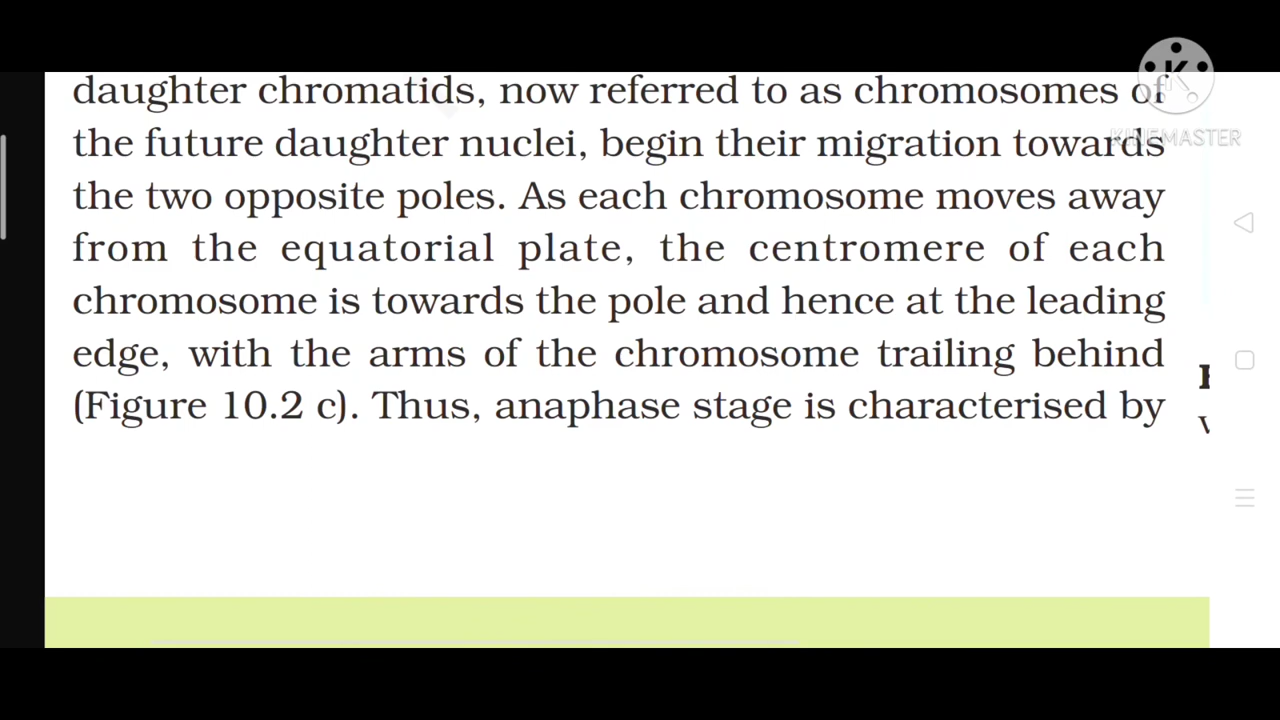 daughter chromatids, now referred to as chromosomes of
the future daughter nuclei, begin their migration towards
the two opposite poles. As each chromosome moves away
from the equatorial plate, the centromere of each
chromosome is towards the pole and hence at the leading
edge, with the arms of the chromosome trailing behind
(Figure 10.2 c). Thus, anaphase stage is characterised by
K
KINEMASTER